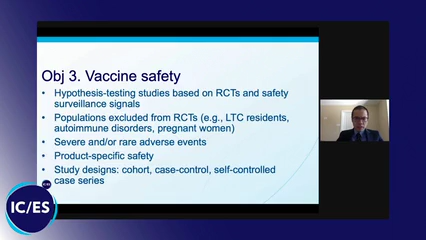 Obj 3. Vaccine safety
• Hypothesis-testing studies based on RCTs and safety
surveillance signals
• Populations excluded from RCTs (e.g., LTC residents,
autoimmune disorders, pregnant women)
• Severe and/or rare adverse events
• Product-specific safety
• Study designs: cohort, case-control, self-controlled
case series
IC/ES
IC/ES